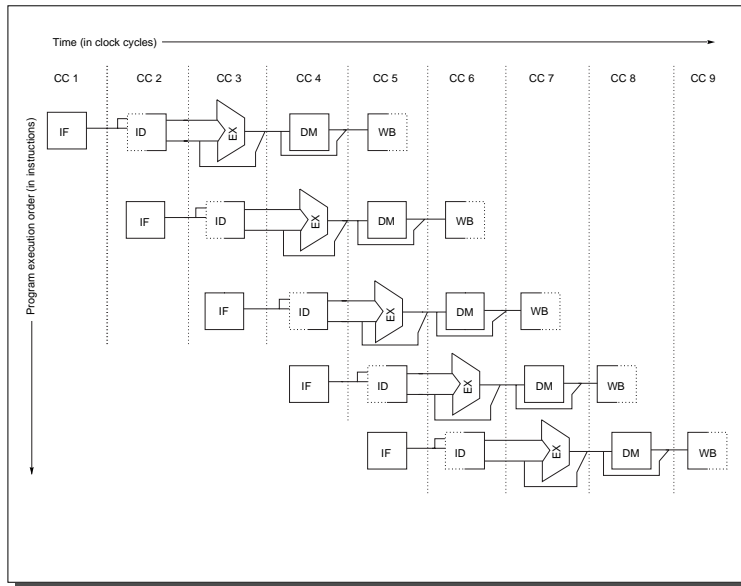 Time (in clock cycles)
CC 1 CC 2 CC 3 CC 4 CC 5 CC 6 CC 7 CC 8 CC 9
Program execution order (in instructions)
IF ID EX DM WB
IF ID EX DM WB
IF ID EX DM WB
IF ID EX DM WB
IF ID EX DM WB